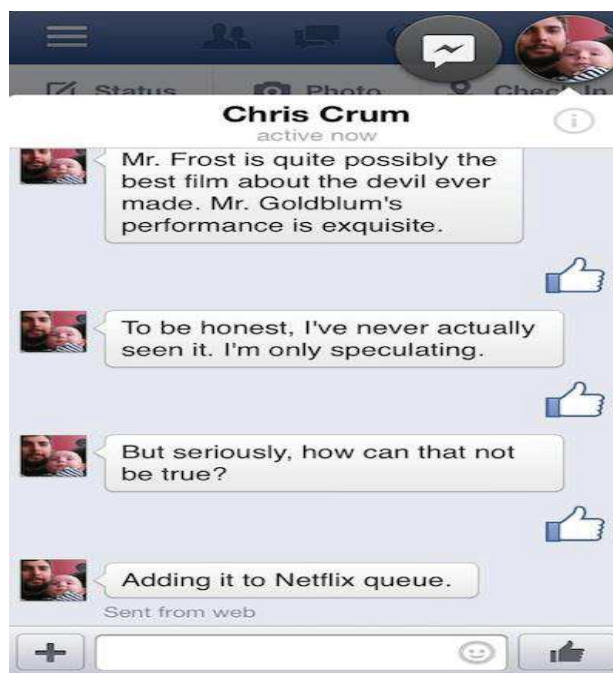 Status Photo Check In
Chris Crum
active now
Mr. Frost is quite possibly the
best film about the devil ever
made. Mr. Goldblum's
performance is exquisite.
To be honest, I've never actually
seen it. I'm only speculating.
But seriously, how can that not
be true?
Adding it to Netflix queue.
Sent from web